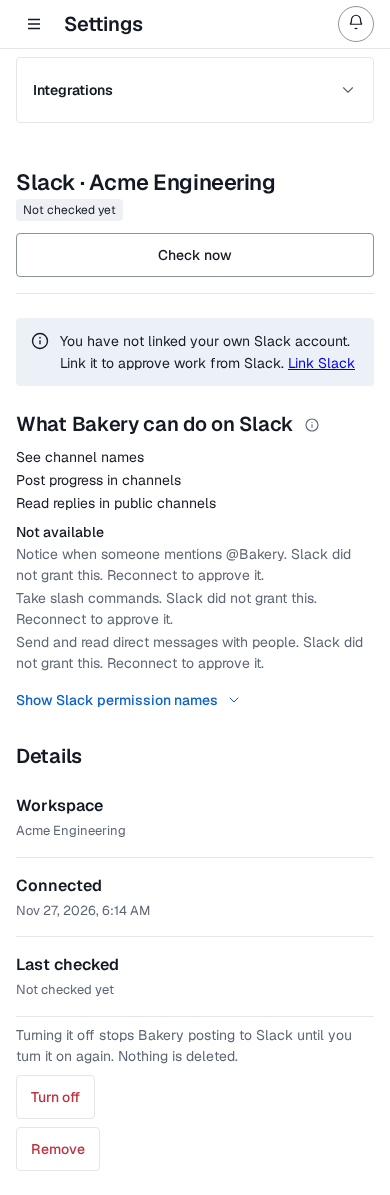 Settings
Integrations
Slack · Acme Engineering
Not checked yet
Check now
You have not linked your own Slack account.
Link it to approve work from Slack. Link Slack
What Bakery can do on Slack
See channel names
Post progress in channels
Read replies in public channels
Not available
Notice when someone mentions @Bakery. Slack did
not grant this. Reconnect to approve it.
Take slash commands. Slack did not grant this.
Reconnect to approve it.
Send and read direct messages with people. Slack did
not grant this. Reconnect to approve it.
Show Slack permission names
Details
Workspace
Acme Engineering
Connected
Nov 27, 2026, 6:14 AM
Last checked
Not checked yet
Turning it off stops Bakery posting to Slack until you
turn it on again. Nothing is deleted.
Turn off
Remove